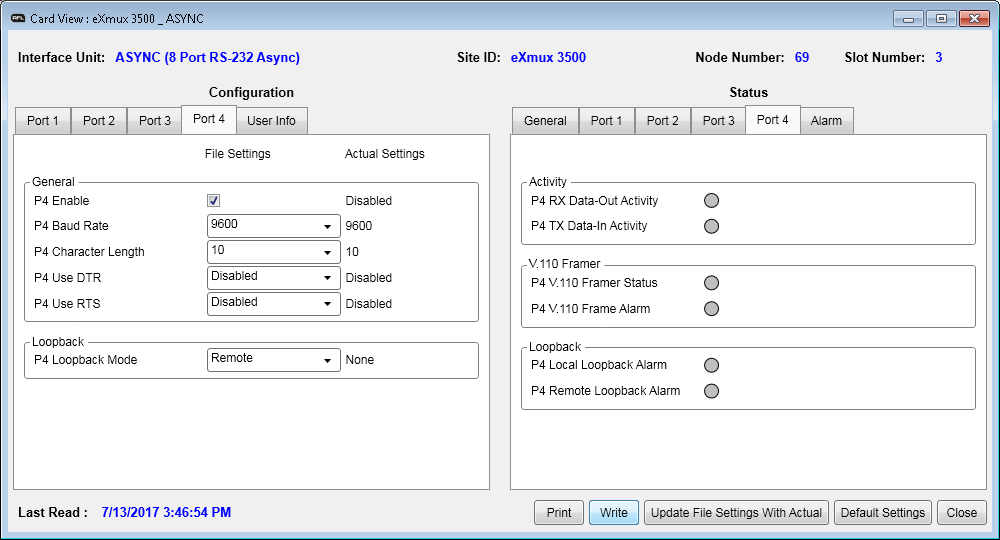 AFL Card View : eXmux 3500 _ ASYNC
Interface Unit: ASYNC (8 Port RS-232 Async) Site ID: eXmux 3500 Node Number: 69 Slot Number: 3
Configuration
Port 1 Port 2 Port 3 Port 4 User Info
File Settings Actual Settings
General
P4 Enable Disabled
P4 Baud Rate 9600 9600
P4 Character Length 10 10
P4 Use DTR Disabled Disabled
P4 Use RTS Disabled Disabled
Loopback
P4 Loopback Mode Remote None
Status
General Port 1 Port 2 Port 3 Port 4 Alarm
Activity
P4 RX Data-Out Activity
P4 TX Data-In Activity
V.110 Framer
P4 V.110 Framer Status
P4 V.110 Frame Alarm
Loopback
P4 Local Loopback Alarm
P4 Remote Loopback Alarm
Last Read : 7/13/2017 3:46:54 PM
Print Write Update File Settings With Actual Default Settings Close